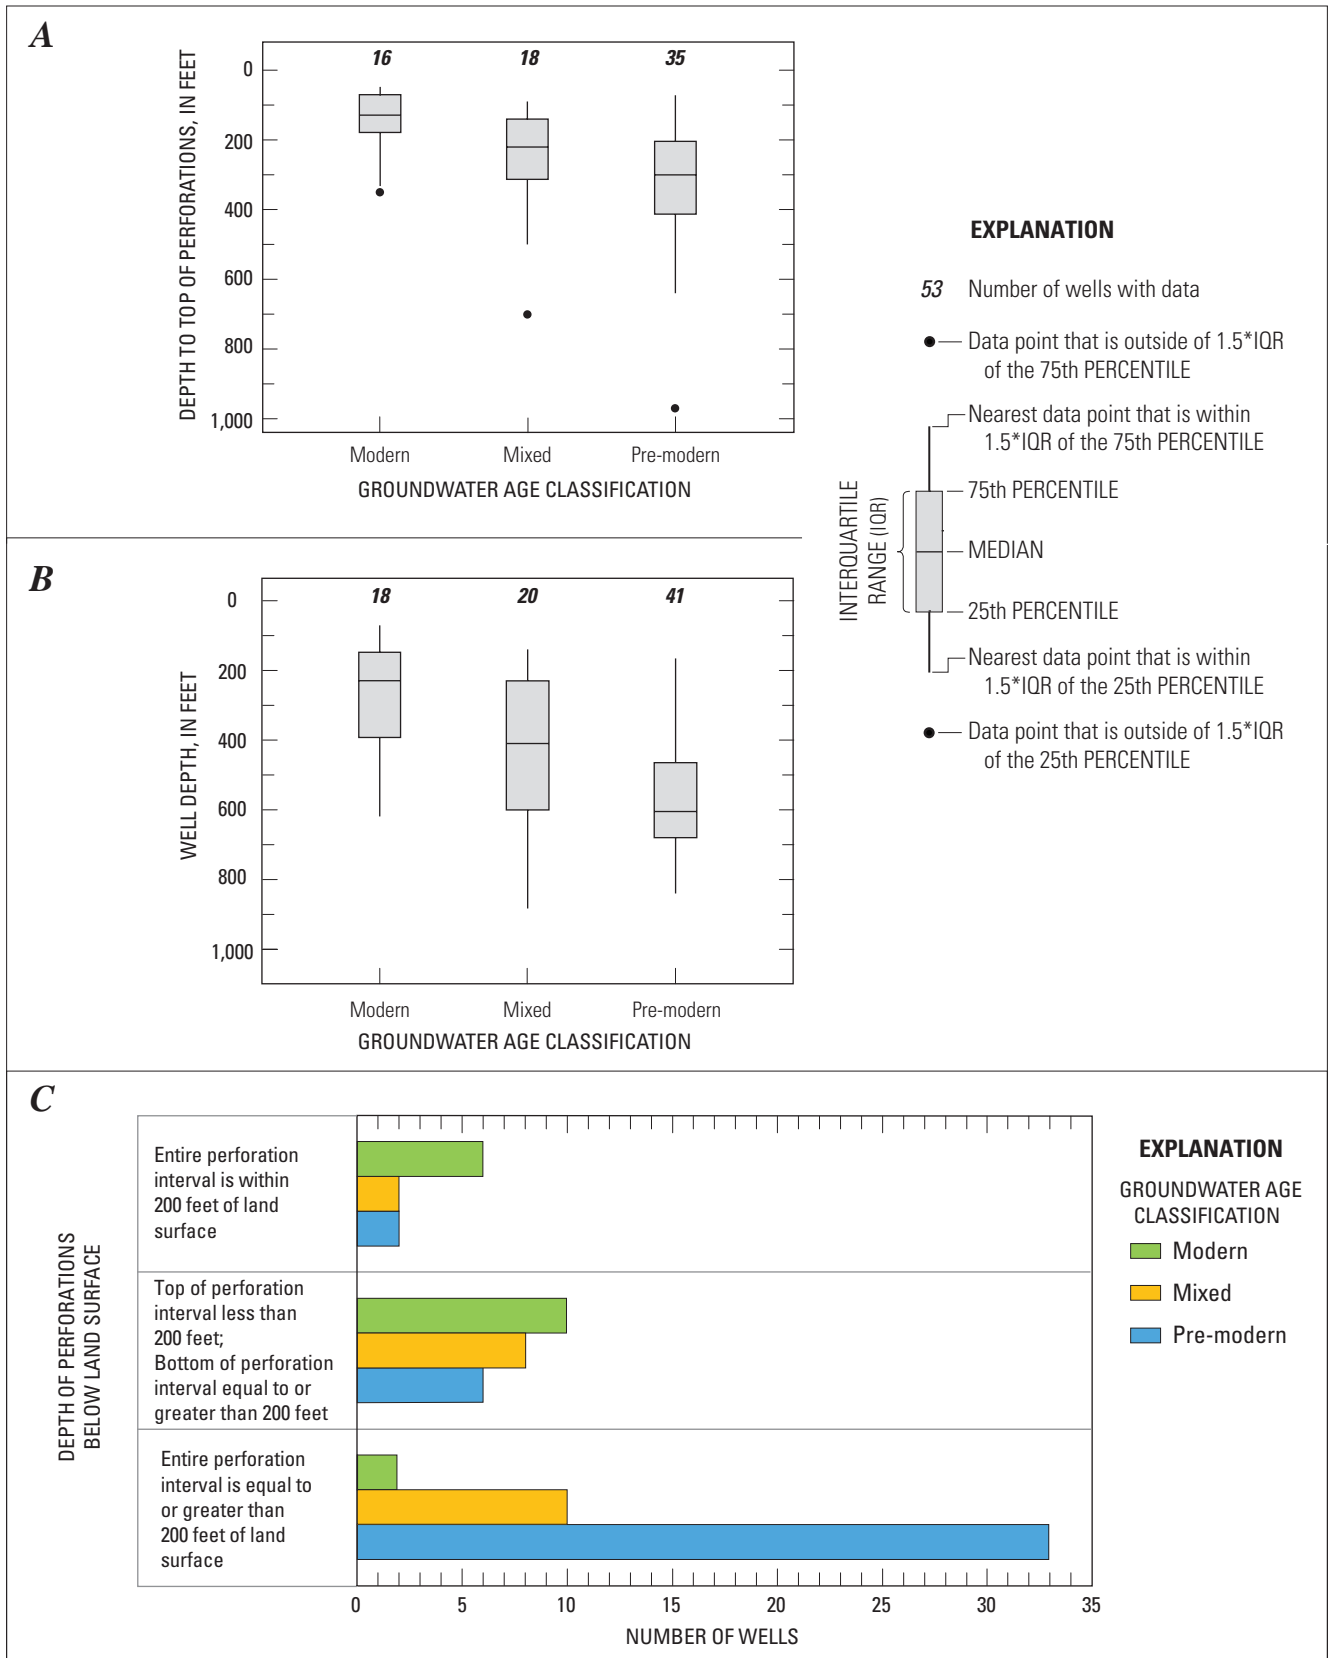 A
DEPTH TO TOP OF PERFORATIONS, IN FEET
0
200
400
600
800
1,000
16
18
35
Modern
Mixed
Pre-modern
GROUNDWATER AGE CLASSIFICATION
EXPLANATION
53 Number of wells with data
Data point that is outside of 1.5*IQR
of the 75th PERCENTILE
Nearest data point that is within
1.5*IQR of the 75th PERCENTILE
75th PERCENTILE
MEDIAN
25th PERCENTILE
INTERQUARTILE
RANGE (IQR)
Nearest data point that is within
1.5*IQR of the 25th PERCENTILE
Data point that is outside of 1.5*IQR
of the 25th PERCENTILE
B
WELL DEPTH, IN FEET
0
200
400
600
800
1,000
18
20
41
Modern
Mixed
Pre-modern
GROUNDWATER AGE CLASSIFICATION
C
DEPTH OF PERFORATIONS
BELOW LAND SURFACE
Entire perforation
interval is within
200 feet of land
surface
Top of perforation
interval less than
200 feet;
Bottom of perforation
interval equal to or
greater than 200 feet
Entire perforation
interval is equal to
or greater than
200 feet of land
surface
0 5 10 15 20 25 30 35
NUMBER OF WELLS
EXPLANATION
GROUNDWATER AGE
CLASSIFICATION
Modern
Mixed
Pre-modern